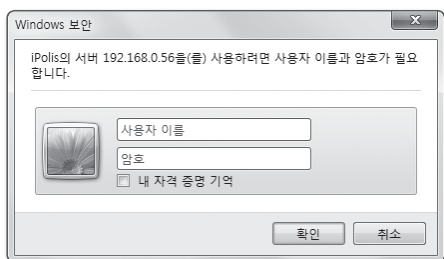 Windows 보안
iPolis의 서버 192.168.0.56을(를) 사용하려면 사용자 이름과 암호가 필요
합니다.
사용자 이름
암호
내 자격 증명 기억
확인
취소